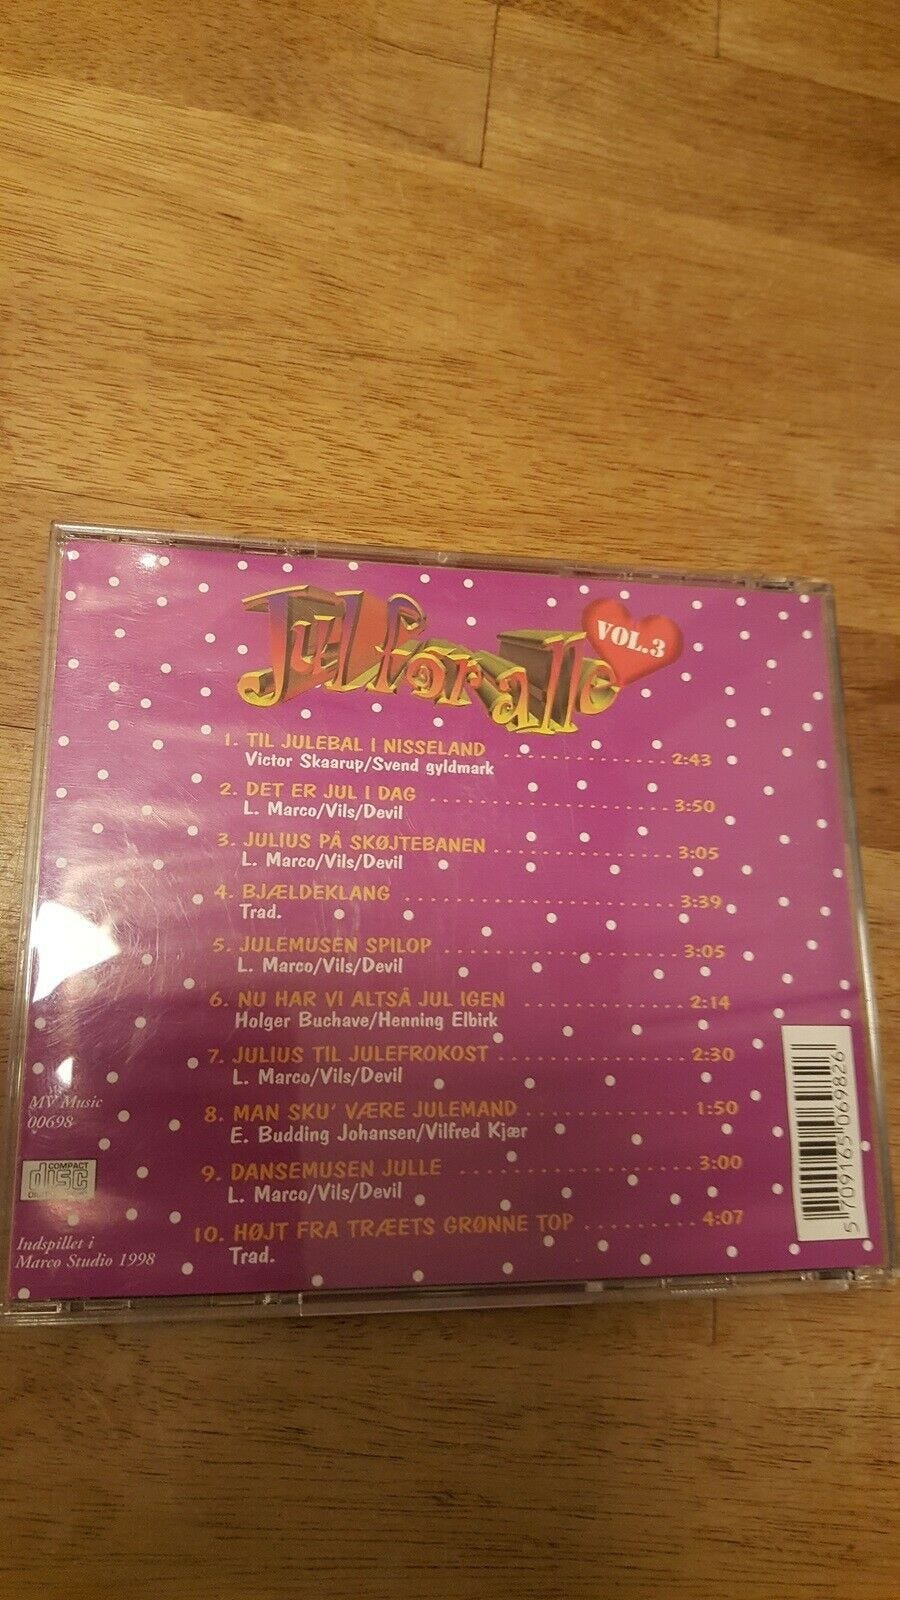 Jul for alle
VOL.3
1. TIL JULEBAL I NISSELAND ................ 2:43
Victor Skaarup/Svend gyldmark
2. DET ER JUL I DAG ......................... 3:50
L. Marco/Vils/Devil
3. JULIUS PÅ SKØJTEBANEN .................. 3:05
L. Marco/Vils/Devil
4. BJÆLDEKLANG ........................... 3:39
Trad.
5. JULEMUSEN SPILOP ....................... 3:05
L. Marco/Vils/Devil
6. NU HAR VI ALTSÅ JUL IGEN ............... 2:14
Holger Buchave/Henning Elbirk
7. JULIUS TIL JULEFROKOST .................. 2:30
L. Marco/Vils/Devil
8. MAN SKU' VÆRE JULEMAND ............... 1:50
E. Budding Johansen/Vilfred Kjær
9. DANSEMUSEN JULLE ....................... 3:00
L. Marco/Vils/Devil
10. HØJT FRA TRÆETS GRØNNE TOP .......... 4:07
Trad.
MV Music
00698
COMPACT
disc
Indspillet i
Marco Studio 1998
5 709165 069826